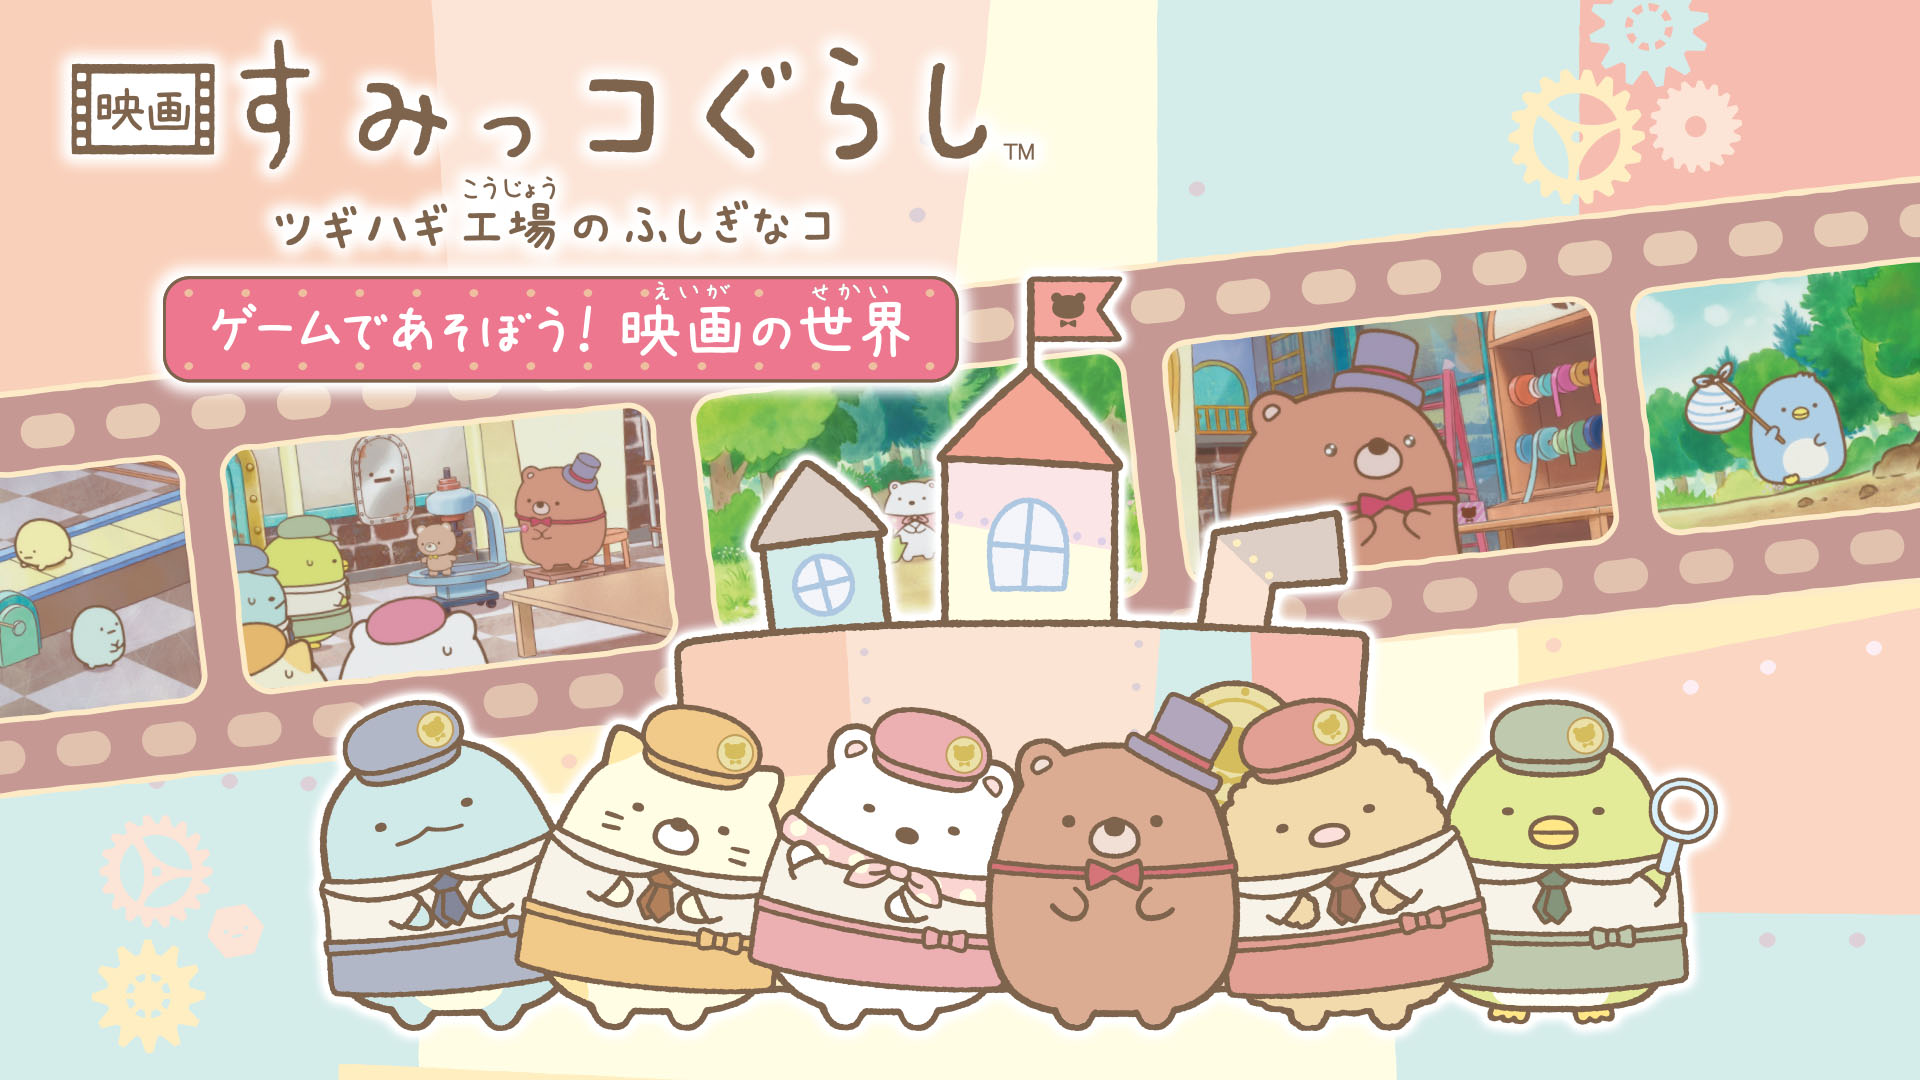 映画 すみっコぐらし™
こうじょう
ツギハギ工場のふしぎなコ
えいが せかい
ゲームであそぼう！映画の世界